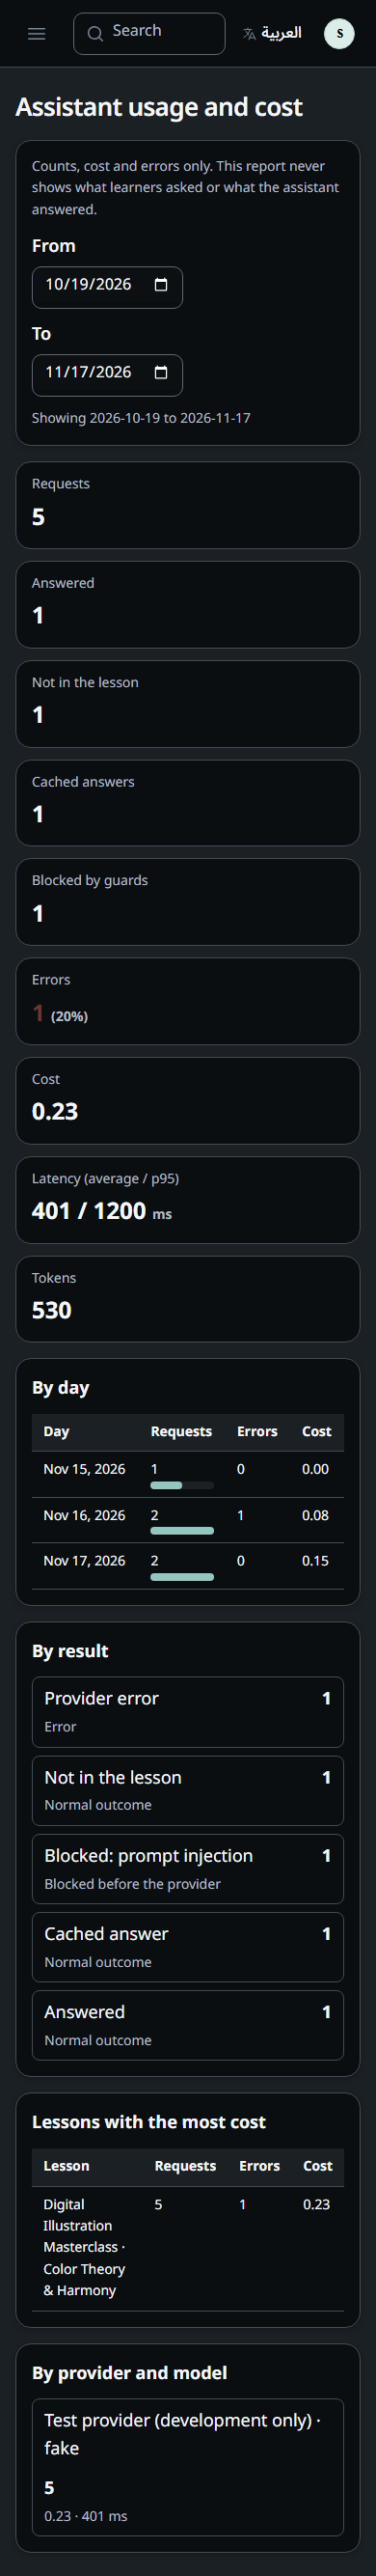 Search
العربية
S
Assistant usage and cost
Counts, cost and errors only. This report never
shows what learners asked or what the assistant
answered.
From
10/19/2026
To
11/17/2026
Showing 2026-10-19 to 2026-11-17
Requests
5
Answered
1
Not in the lesson
1
Cached answers
1
Blocked by guards
1
Errors
1 (20%)
Cost
0.23
Latency (average / p95)
401 / 1200 ms
Tokens
530
By day
Day Requests Errors Cost
Nov 15, 2026 1 0 0.00
Nov 16, 2026 2 1 0.08
Nov 17, 2026 2 0 0.15
By result
Provider error 1
Error
Not in the lesson 1
Normal outcome
Blocked: prompt injection 1
Blocked before the provider
Cached answer 1
Normal outcome
Answered 1
Normal outcome
Lessons with the most cost
Lesson Requests Errors Cost
Digital 5 1 0.23
Illustration
Masterclass ·
Color Theory
& Harmony
By provider and model
Test provider (development only) ·
fake
5
0.23 · 401 ms